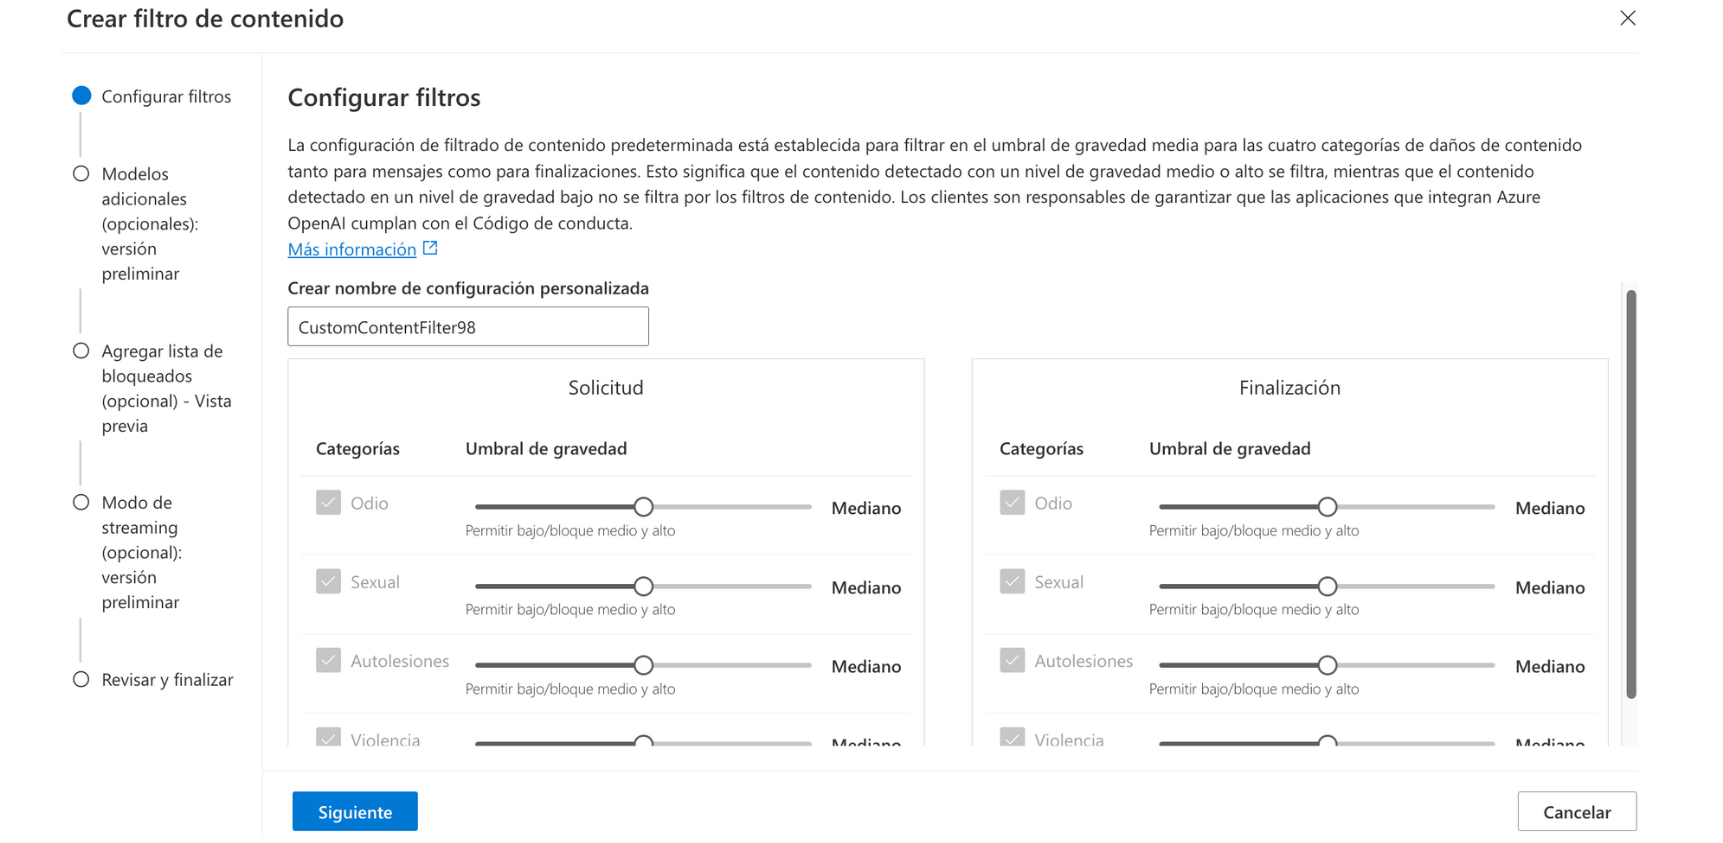 Crear filtro de contenido
Configurar filtros
Modelos
adicionales
(opcionales):
versión
preliminar
Agregar lista de
bloqueados
(opcional) - Vista
previa
Modo de
streaming
(opcional):
versión
preliminar
Revisar y finalizar
Configurar filtros
La configuración de filtrado de contenido predeterminada está establecida para filtrar en el umbral de gravedad media para las cuatro categorías de daños de contenido
tanto para mensajes como para finalizaciones. Esto significa que el contenido detectado con un nivel de gravedad medio o alto se filtra, mientras que el contenido
detectado en un nivel de gravedad bajo no se filtra por los filtros de contenido. Los clientes son responsables de garantizar que las aplicaciones que integran Azure
OpenAI cumplan con el Código de conducta.
Más información
Crear nombre de configuración personalizada
CustomContentFilter98
Solicitud
Categorías Umbral de gravedad
Odio Mediano
Permitir bajo/bloque medio y alto
Sexual Mediano
Permitir bajo/bloque medio y alto
Autolesiones Mediano
Permitir bajo/bloque medio y alto
Violencia Mediano
Finalización
Categorías Umbral de gravedad
Odio Mediano
Permitir bajo/bloque medio y alto
Sexual Mediano
Permitir bajo/bloque medio y alto
Autolesiones Mediano
Permitir bajo/bloque medio y alto
Violencia Mediano
Siguiente
Cancelar